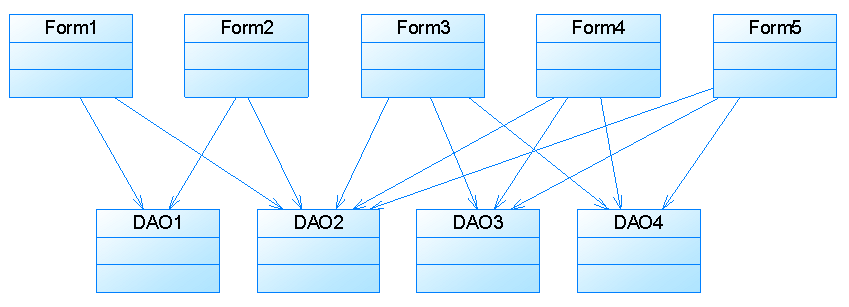 Form1 Form2 Form3 Form4 Form5
DAO1 DAO2 DAO3 DAO4